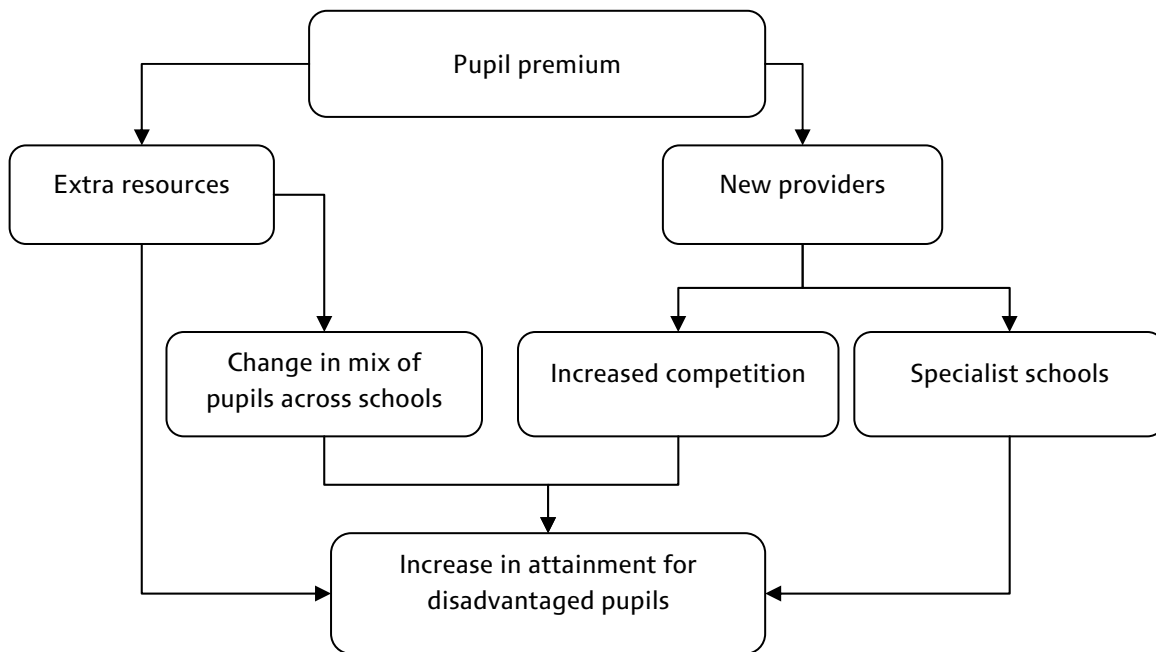 Pupil premium
Extra resources
New providers
Change in mix of
pupils across schools
Increased competition
Specialist schools
Increase in attainment for
disadvantaged pupils